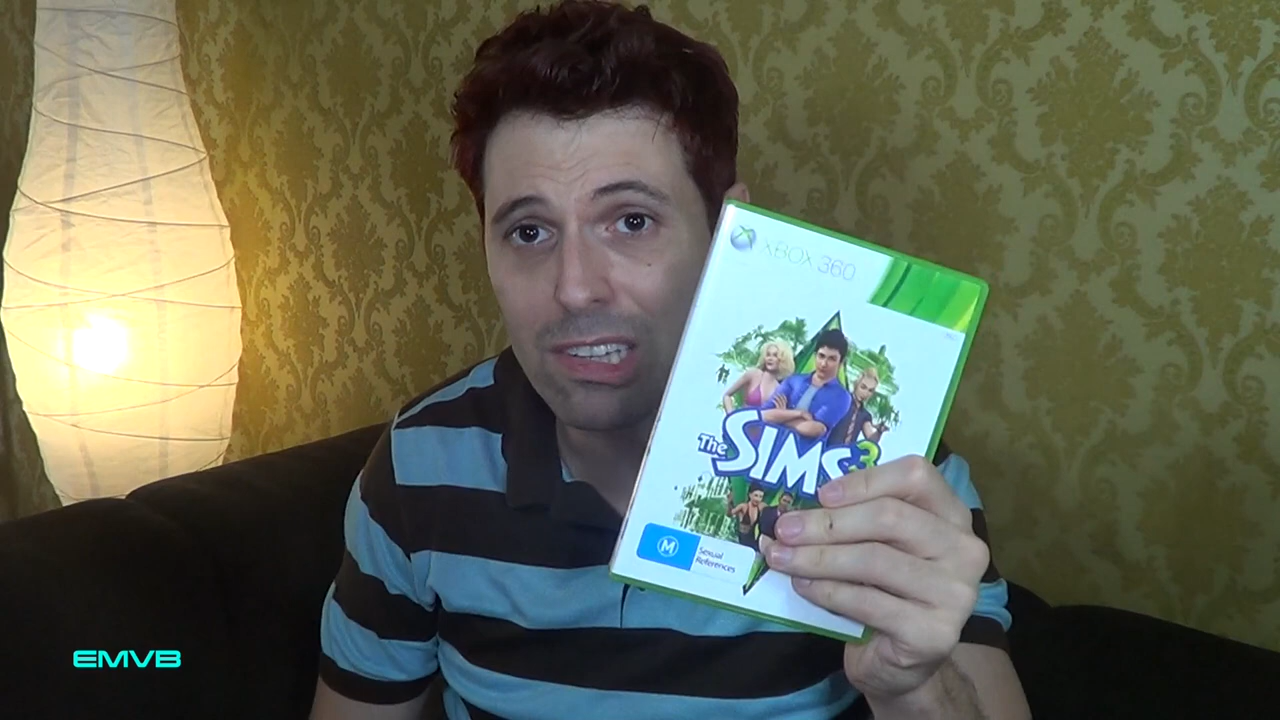 XBOX 360
The SIMS 3
M
Sexual
References
EMVB